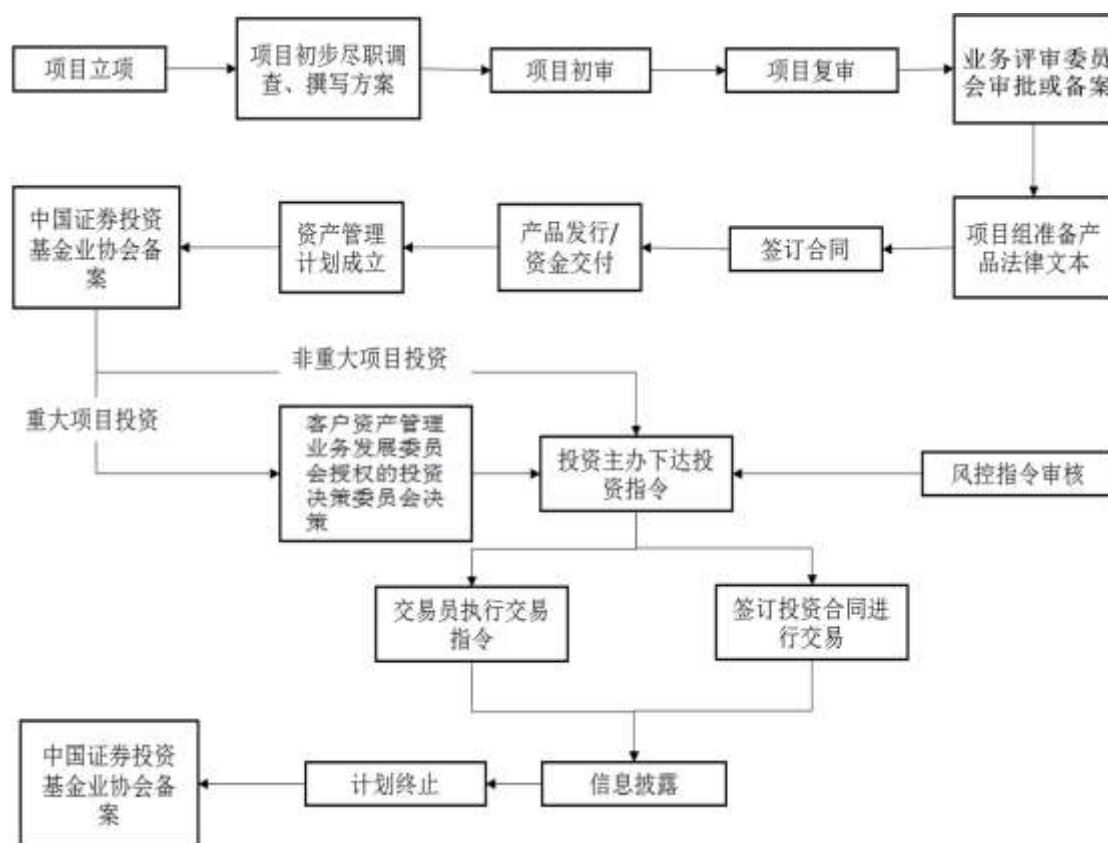 项目立项
项目初步尽职调
查、撰写方案
项目初审
项目复审
业务评审委员
会审批或备案
中国证券投资
基金业协会备
案
资产管理
计划成立
产品发行/
资金交付
签订合同
项目组准备产
品法律文本
非重大项目投资
重大项目投资
客户资产管理
业务发展委员
会授权的投资
决策委员会决
策
投资主办下达投
资指令
风控指令审核
交易员执行交易
指令
签订投资合同进
行交易
中国证券投资
基金业协会备
案
计划终止
信息披露